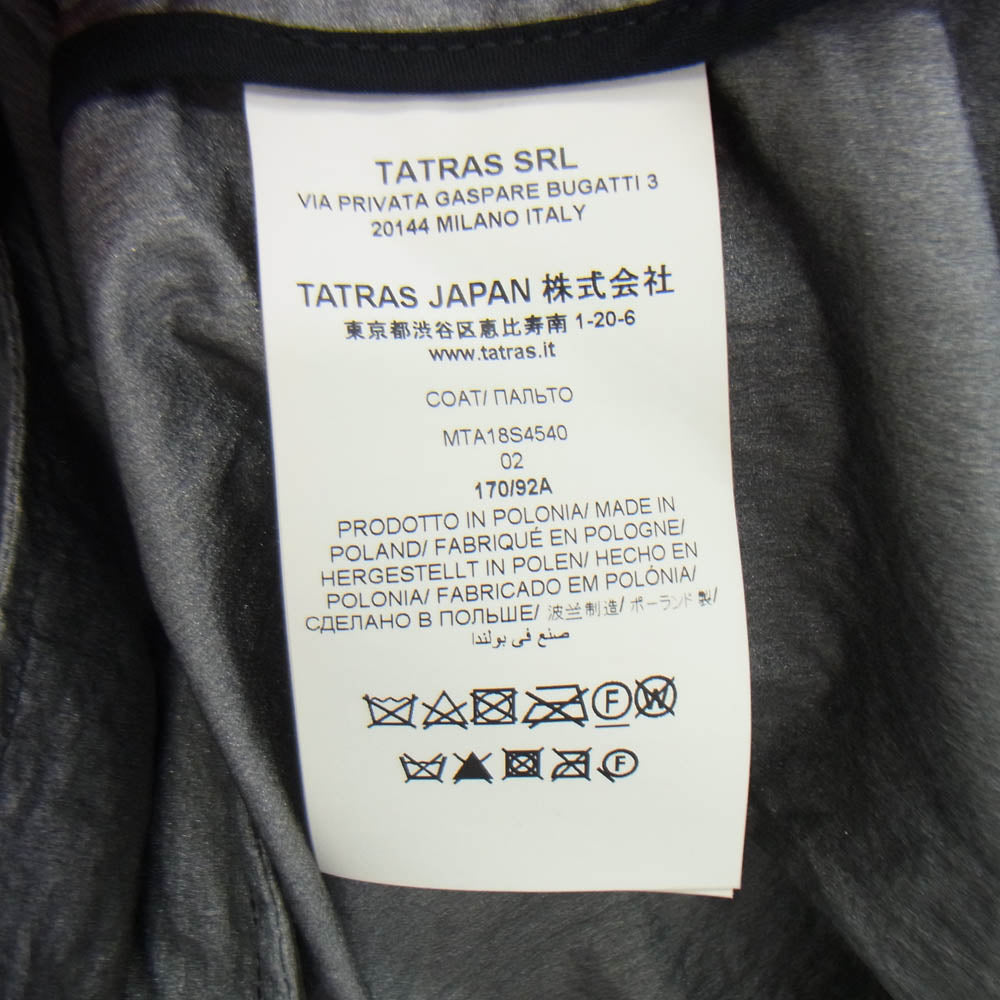 TATRAS SRL
VIA PRIVATA GASPARE BUGATTI 3
20144 MILANO ITALY
TATRAS JAPAN 株式会社
東京都渋谷区恵比寿南 1-20-6
www.tatras.it
COAT/ ПАЛЬТО
MTA18S4540
02
170/92A
PRODOTTO IN POLONIA/ MADE IN
POLAND/ FABRIQUÉ EN POLOGNE/
HERGESTELLT IN POLEN/ HECHO EN
POLONIA/ FABRICADO EM POLÓNIA/
СДЕЛАНО В ПОЛЬШЕ/ 波兰制造/ ポーランド 製/
صنع في بولندا
F W
F